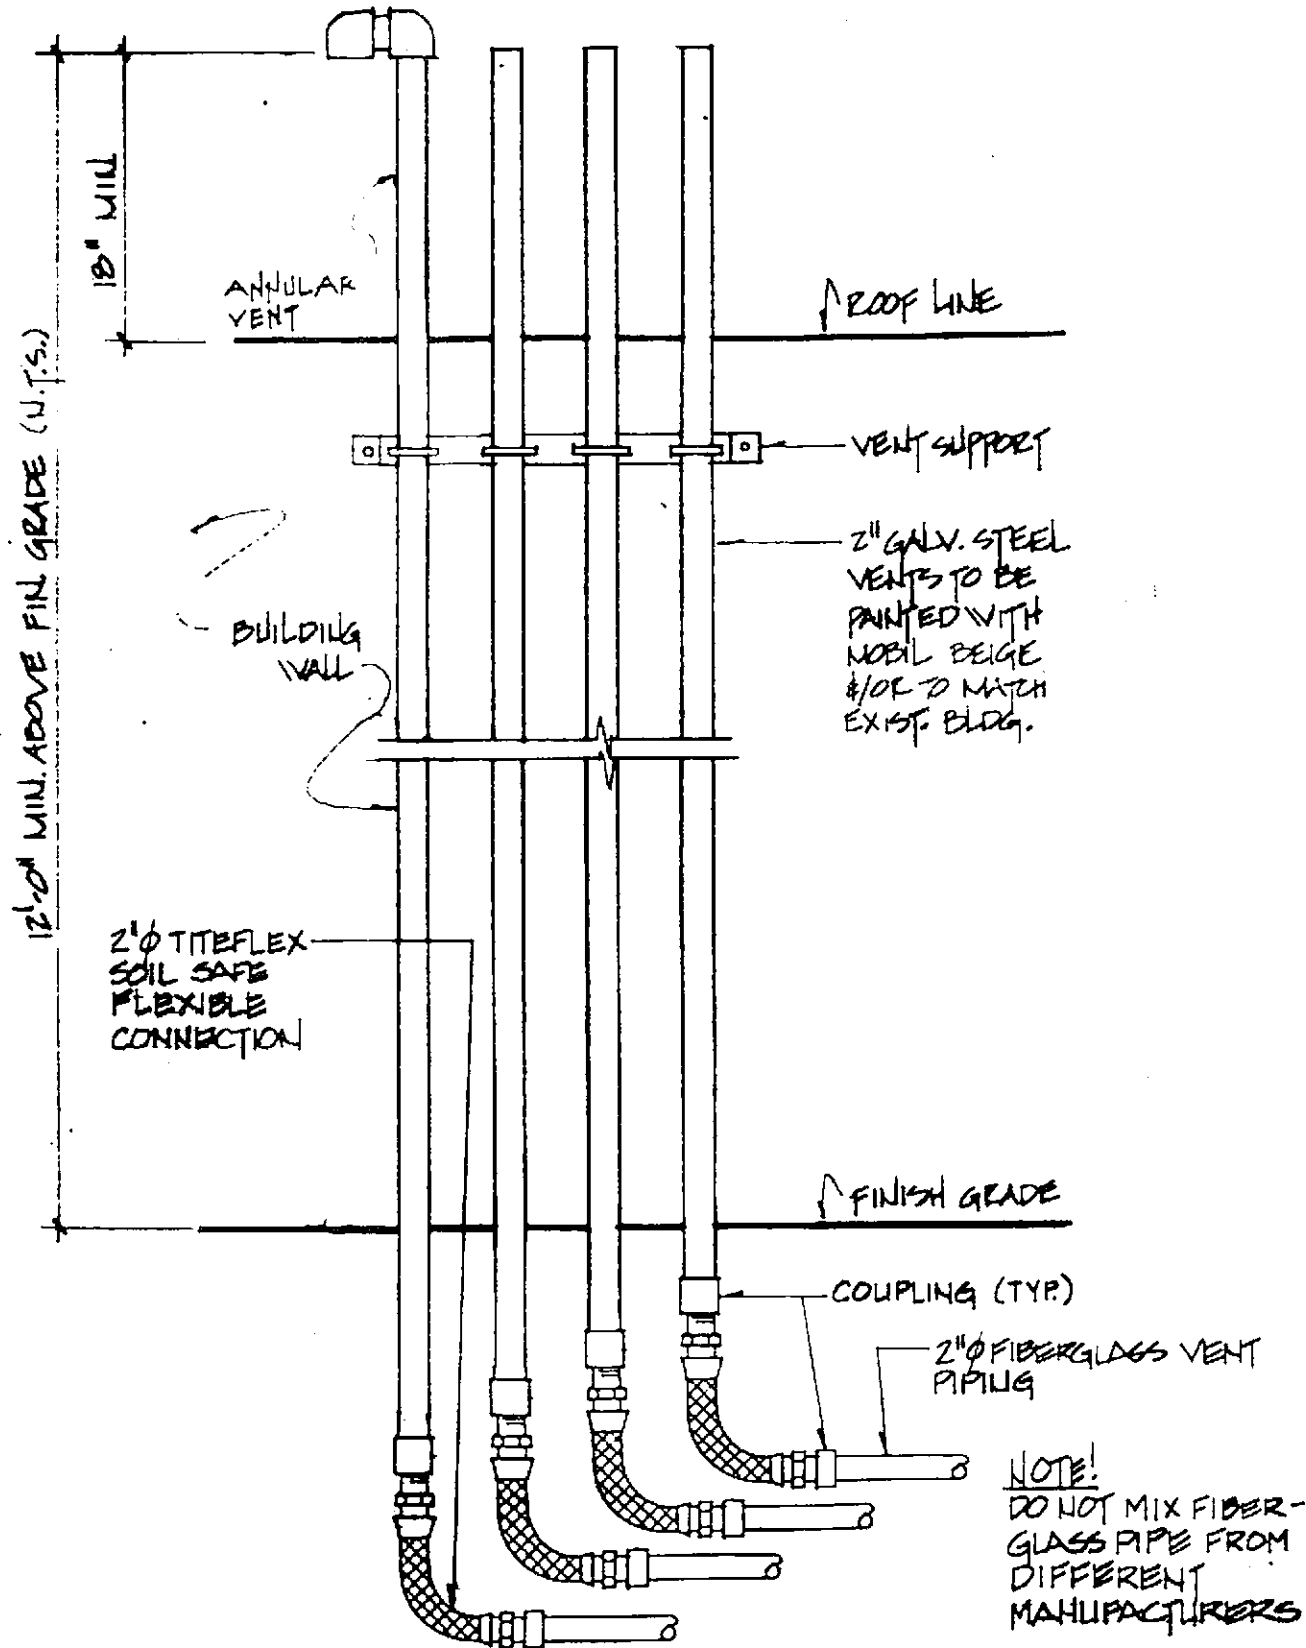 18" MIN
12'-0" MIN. ABOVE FIN. GRADE (N.T.S.)
ANNULAR
VENT
ROOF LINE
VENT SUPPORT
2" GALV. STEEL
VENTS TO BE
PAINTED WITH
MOBIL BEIGE
&/OR TO MATCH
EXIST. BLDG.
BUILDING
WALL
2"φ TITEFLEX
SOIL SAFE
FLEXIBLE
CONNECTION
FINISH GRADE
COUPLING (TYP.)
2"φ FIBERGLASS VENT
PIPING
NOTE!
DO NOT MIX FIBER-
GLASS PIPE FROM
DIFFERENT
MANUFACTURERS